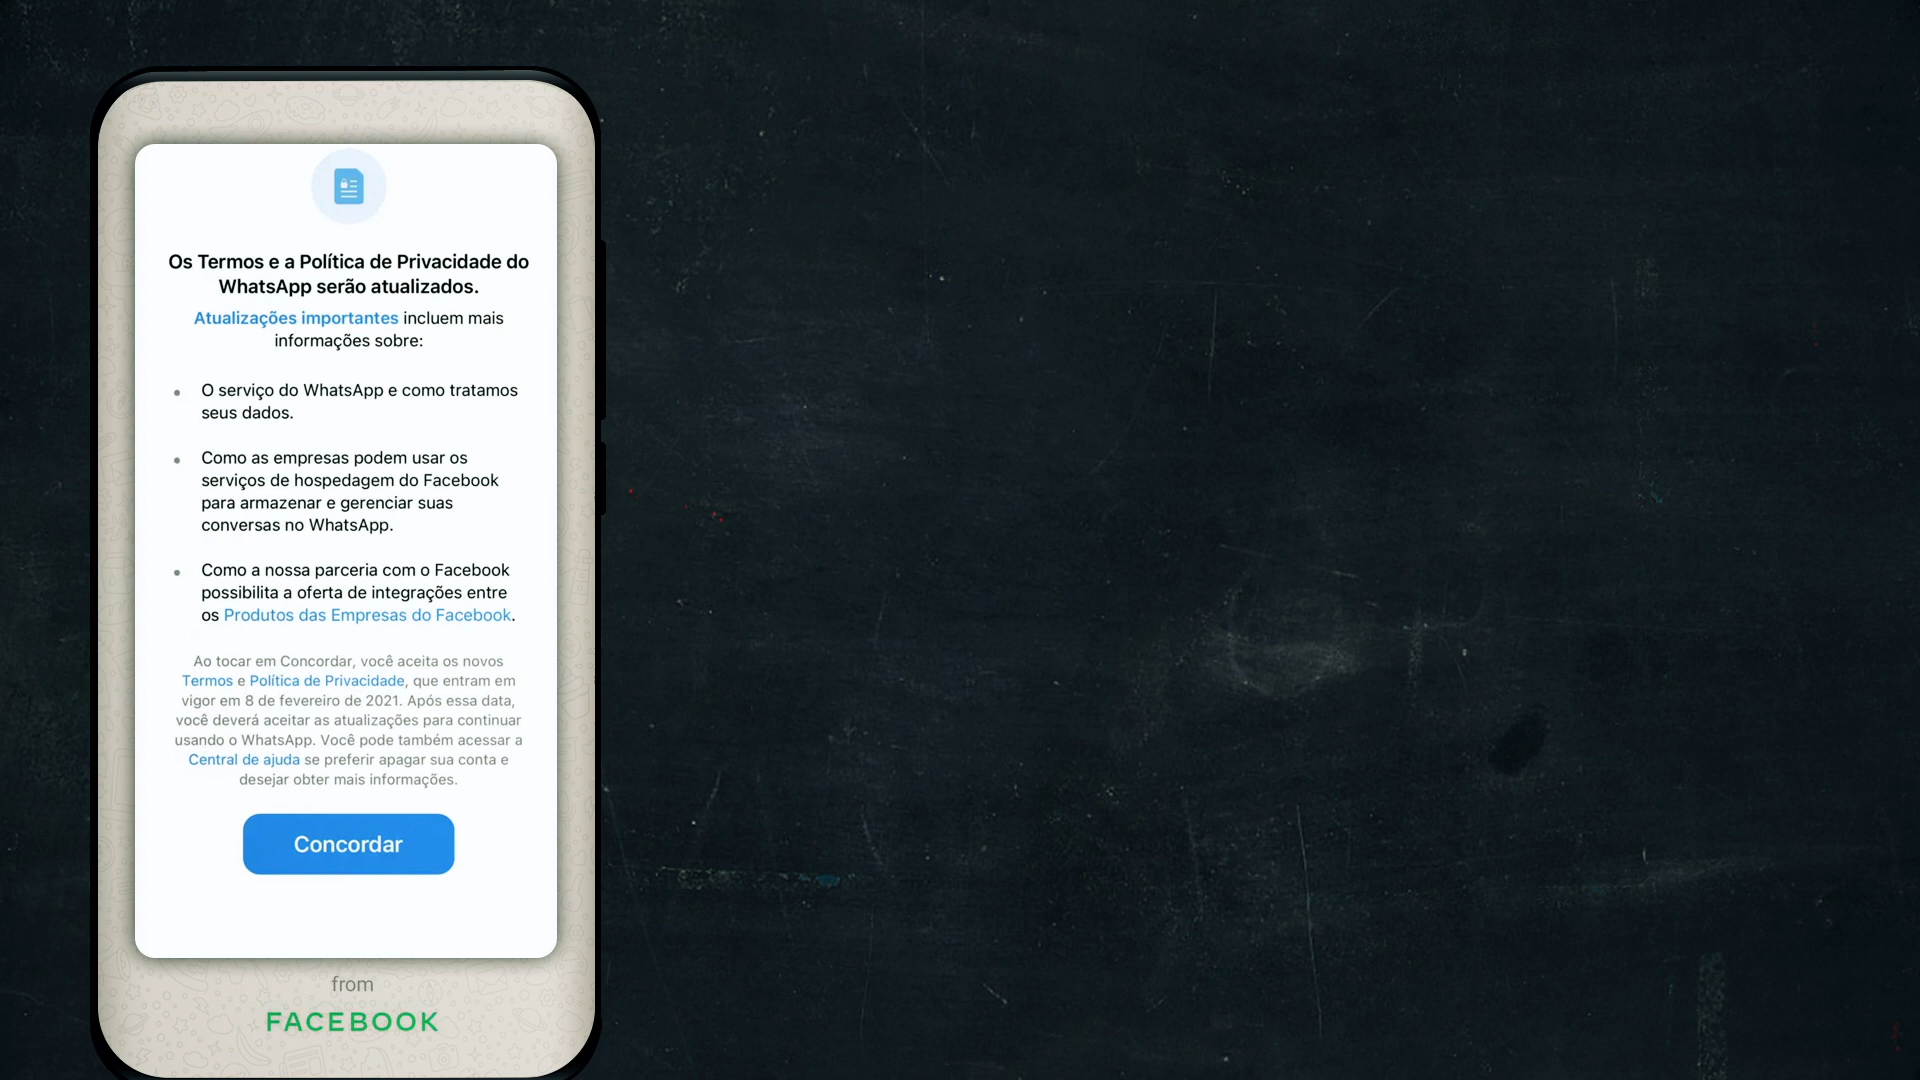 Os Termos e a Política de Privacidade do
WhatsApp serão atualizados.
Atualizações importantes incluem mais
informações sobre:
O serviço do WhatsApp e como tratamos
seus dados.
Como as empresas podem usar os
serviços de hospedagem do Facebook
para armazenar e gerenciar suas
conversas no WhatsApp.
Como a nossa parceria com o Facebook
possibilita a oferta de integrações entre
os Produtos das Empresas do Facebook.
Ao tocar em Concordar, você aceita os novos
Termos e Política de Privacidade, que entram em
vigor em 8 de fevereiro de 2021. Após essa data,
você deverá aceitar as atualizações para continuar
usando o WhatsApp. Você pode também acessar a
Central de ajuda se preferir apagar sua conta e
desejar obter mais informações.
Concordar
from
FACEBOOK